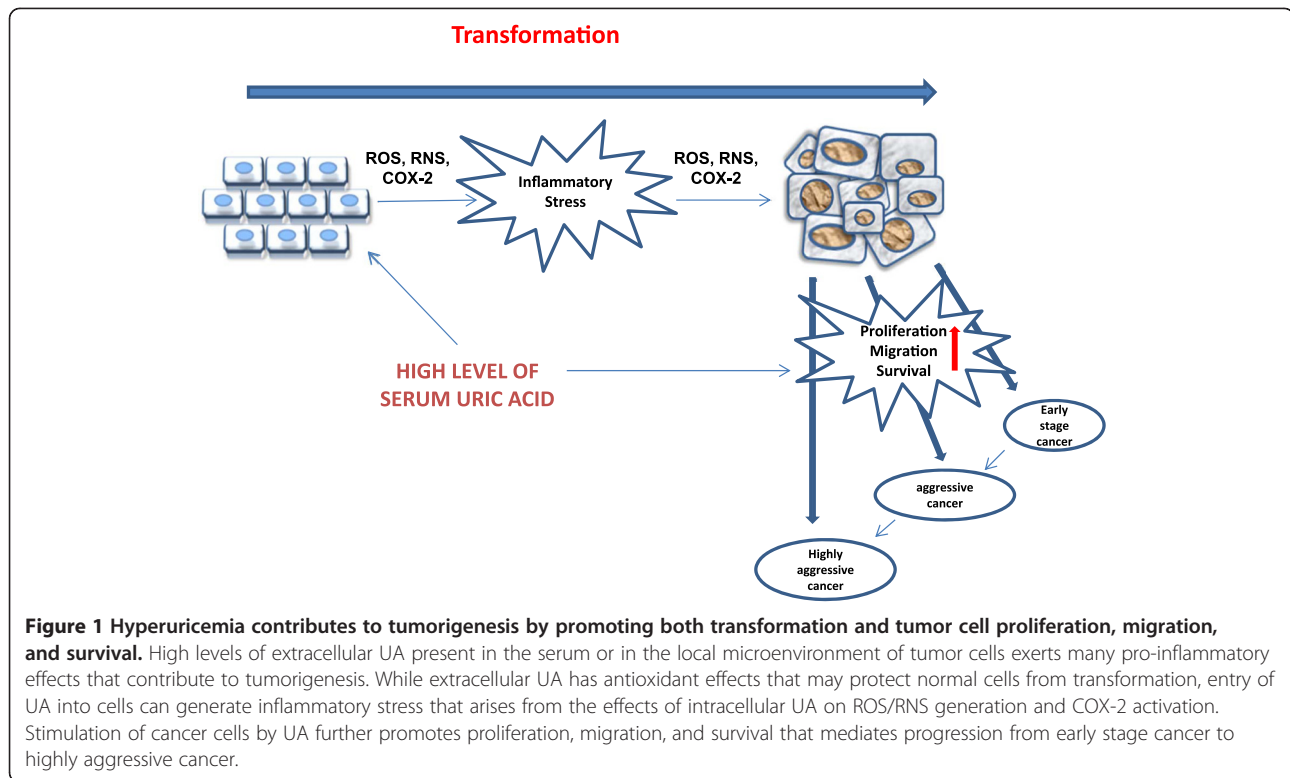 Transformation
ROS, RNS,
COX-2
Inflammatory
Stress
ROS, RNS,
COX-2
Proliferation
Migration
Survival
HIGH LEVEL OF
SERUM URIC ACID
Early
stage
cancer
aggressive
cancer
Highly
aggressive
cancer
Figure 1 Hyperuricemia contributes to tumorigenesis by promoting both transformation and tumor cell proliferation, migration,
and survival. High levels of extracellular UA present in the serum or in the local microenvironment of tumor cells exerts many pro-inflammatory
effects that contribute to tumorigenesis. While extracellular UA has antioxidant effects that may protect normal cells from transformation, entry of
UA into cells can generate inflammatory stress that arises from the effects of intracellular UA on ROS/RNS generation and COX-2 activation.
Stimulation of cancer cells by UA further promotes proliferation, migration, and survival that mediates progression from early stage cancer to
highly aggressive cancer.